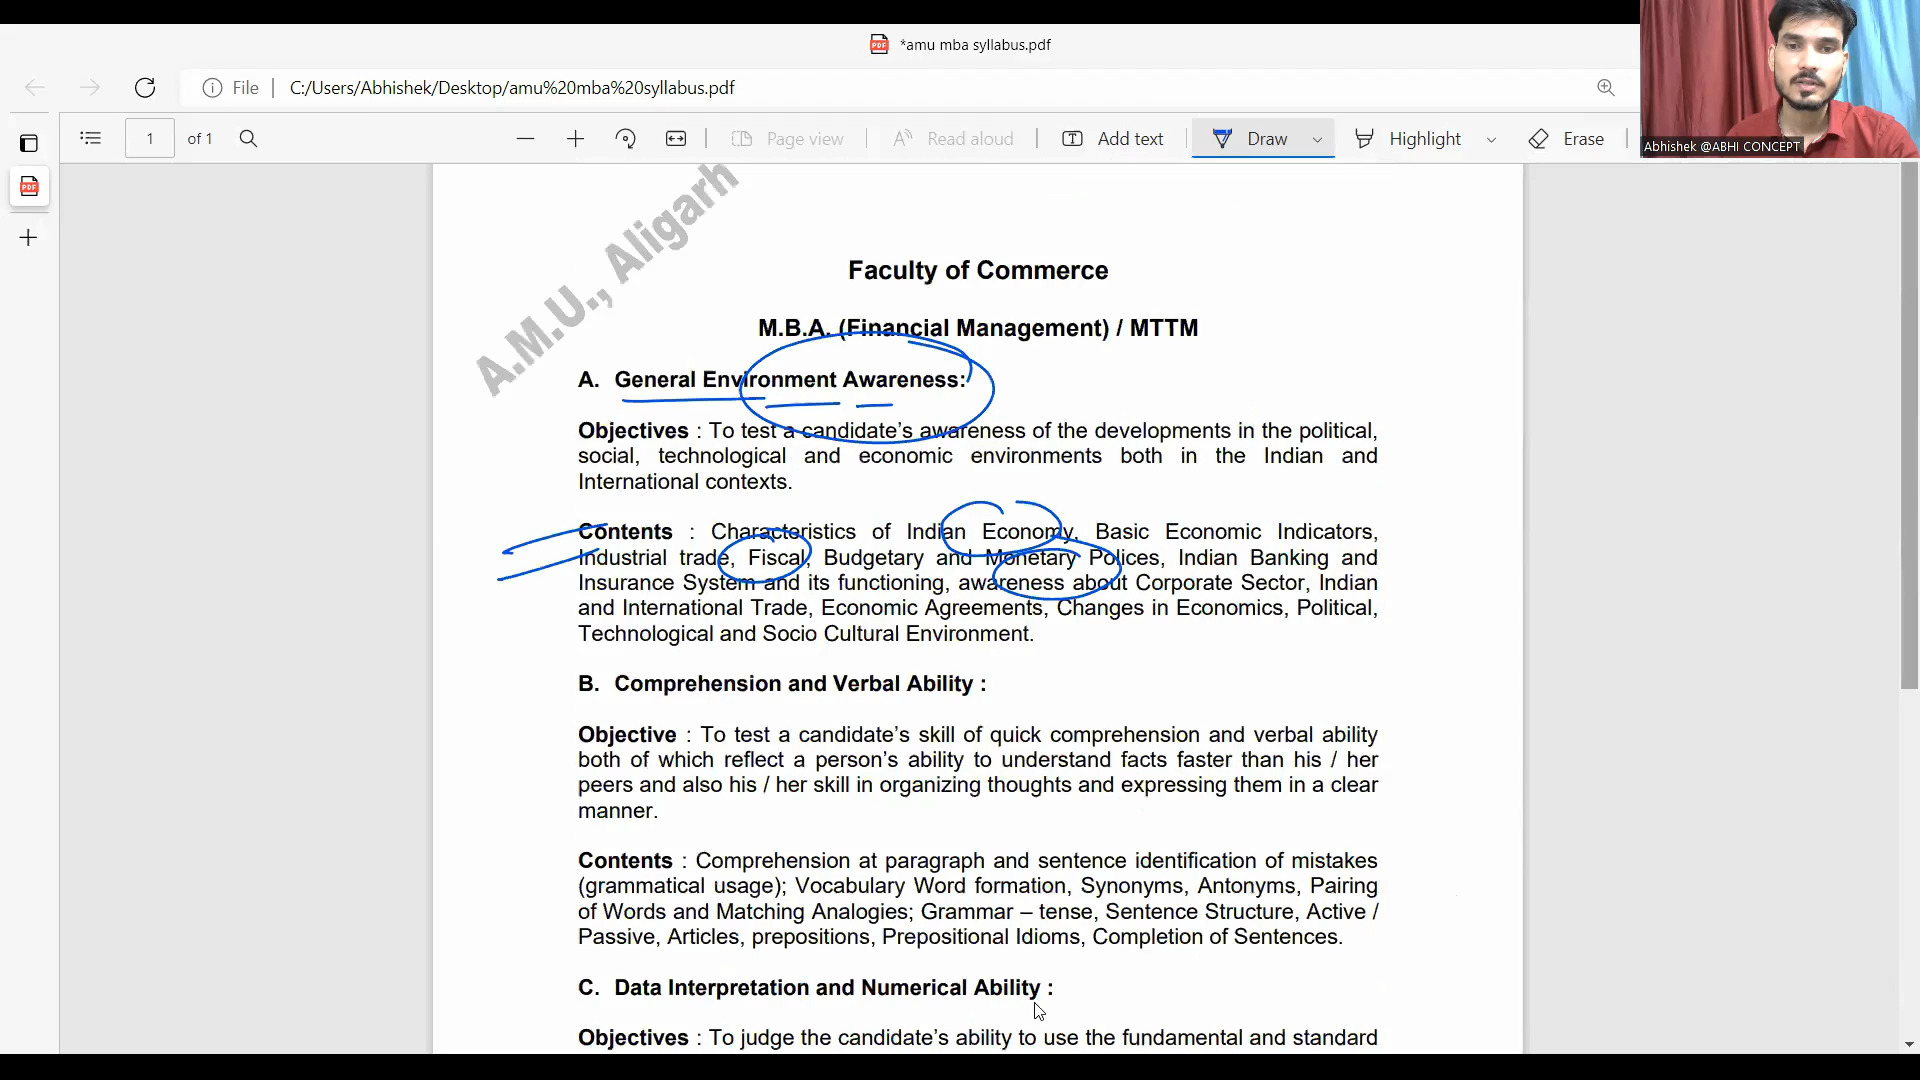 *amu mba syllabus.pdf
File
C:/Users/Abhishek/Desktop/amu%20mba%20syllabus.pdf
1 of 1
Page view
Read aloud
Add text
Draw
Highlight
Erase
Abhishek @ABHI CONCEPT
A.M.U., Aligarh
Faculty of Commerce
M.B.A. (Financial Management) / MTTM
A. General Environment Awareness:
Objectives : To test a candidate’s awareness of the developments in the political,
social, technological and economic environments both in the Indian and
International contexts.
Contents : Characteristics of Indian Economy, Basic Economic Indicators,
Industrial trade, Fiscal, Budgetary and Monetary Polices, Indian Banking and
Insurance System and its functioning, awareness about Corporate Sector, Indian
and International Trade, Economic Agreements, Changes in Economics, Political,
Technological and Socio Cultural Environment.
B. Comprehension and Verbal Ability :
Objective : To test a candidate’s skill of quick comprehension and verbal ability
both of which reflect a person’s ability to understand facts faster than his / her
peers and also his / her skill in organizing thoughts and expressing them in a clear
manner.
Contents : Comprehension at paragraph and sentence identification of mistakes
(grammatical usage); Vocabulary Word formation, Synonyms, Antonyms, Pairing
of Words and Matching Analogies; Grammar – tense, Sentence Structure, Active /
Passive, Articles, prepositions, Prepositional Idioms, Completion of Sentences.
C. Data Interpretation and Numerical Ability :
Objectives : To judge the candidate’s ability to use the fundamental and standard